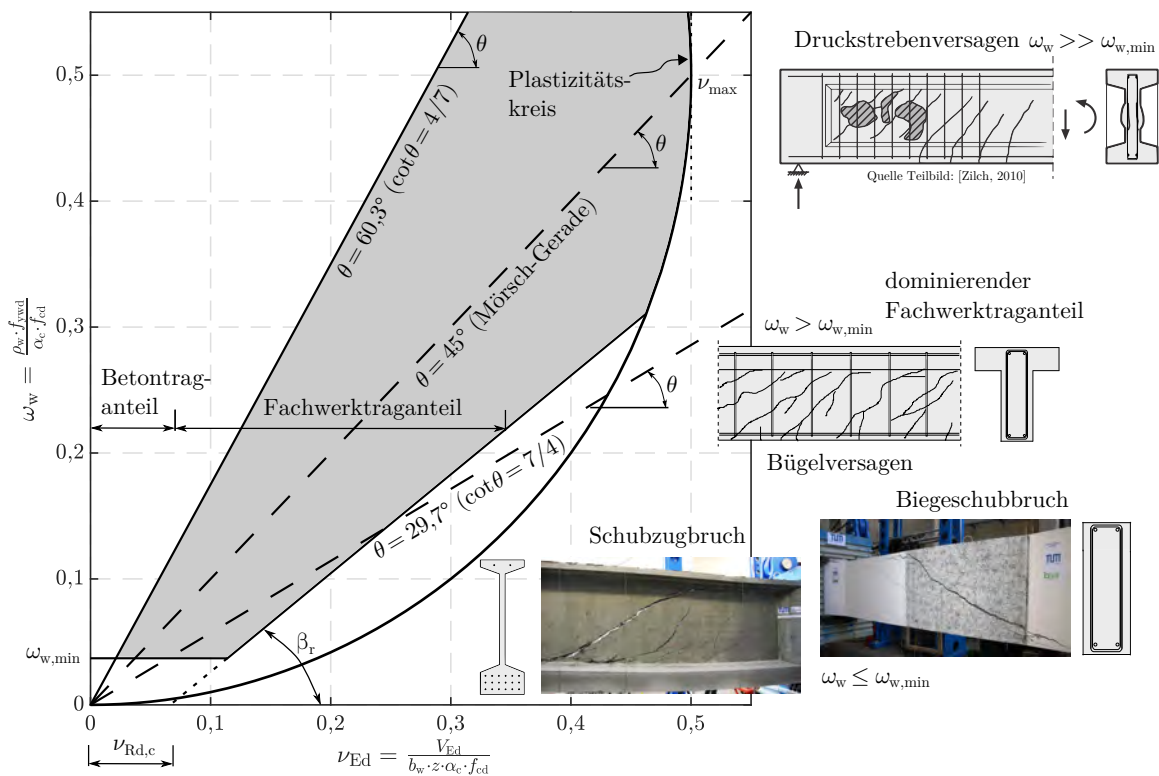 0,5
0,4
0,3
0,2
0,1
ω_w,min
0
ω_w = ρ_w·f_ywd / α_c·f_cd
θ
θ = 60,3° (cot θ = 4/7)
Plastizitäts-
kreis
ν_max
θ
θ = 45° (Mörsch-Gerade)
Betontrag-
anteil
Fachwerktraganteil
θ
θ = 29,7° (cot θ = 7/4)
β_r
0
0,1
0,2
0,3
0,4
0,5
ν_Rd,c
ν_Ed = V_Ed / b_w·z·α_c·f_cd
Druckstrebenversagen ω_w >> ω_w,min
Quelle Teilbild: [Zilch, 2010]
dominierender
Fachwerktraganteil
ω_w > ω_w,min
Bügelversagen
Biegeschubbruch
Schubzugbruch
ω_w ≤ ω_w,min